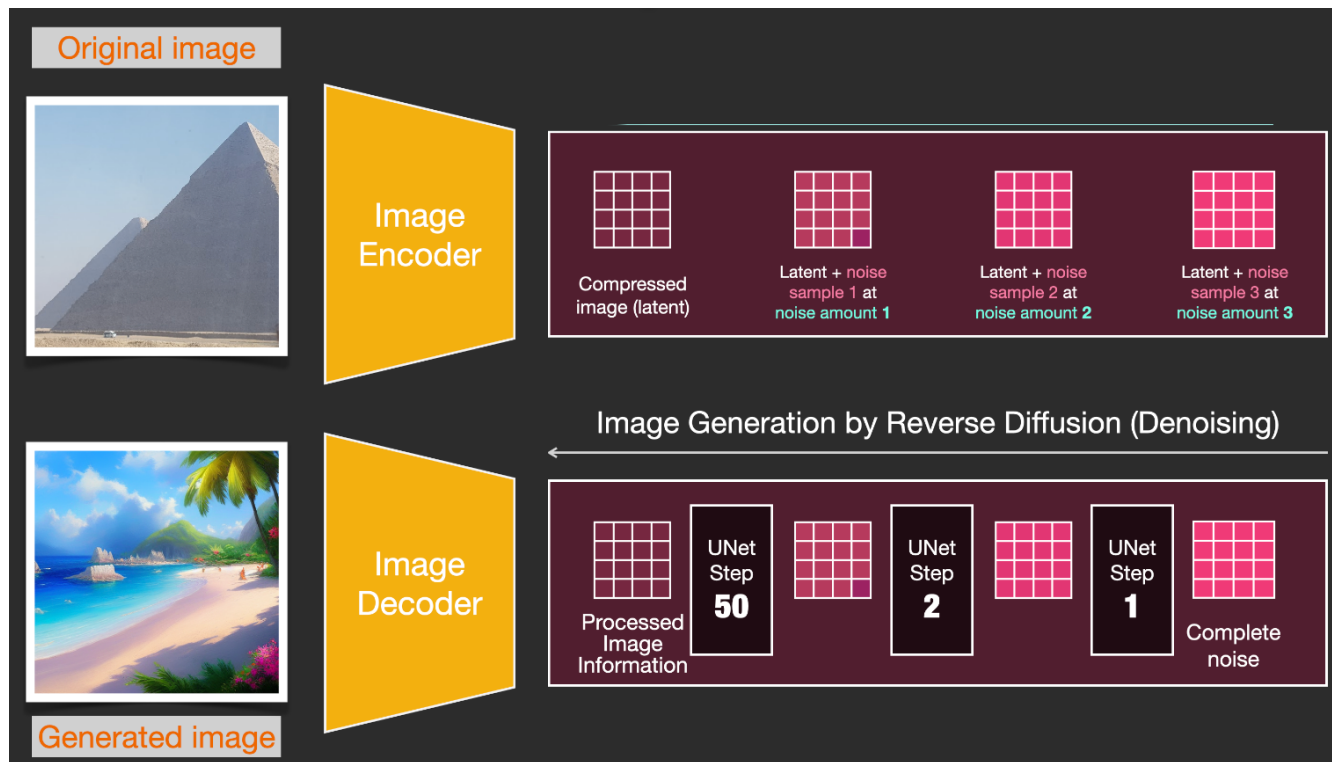 Original image
Image
Encoder
Compressed
image (latent)
Latent + noise
sample 1 at
noise amount 1
Latent + noise
sample 2 at
noise amount 2
Latent + noise
sample 3 at
noise amount 3
Image Generation by Reverse Diffusion (Denoising)
Image
Decoder
Processed
Image
Information
UNet
Step
50
UNet
Step
2
UNet
Step
1
Complete
noise
Generated image